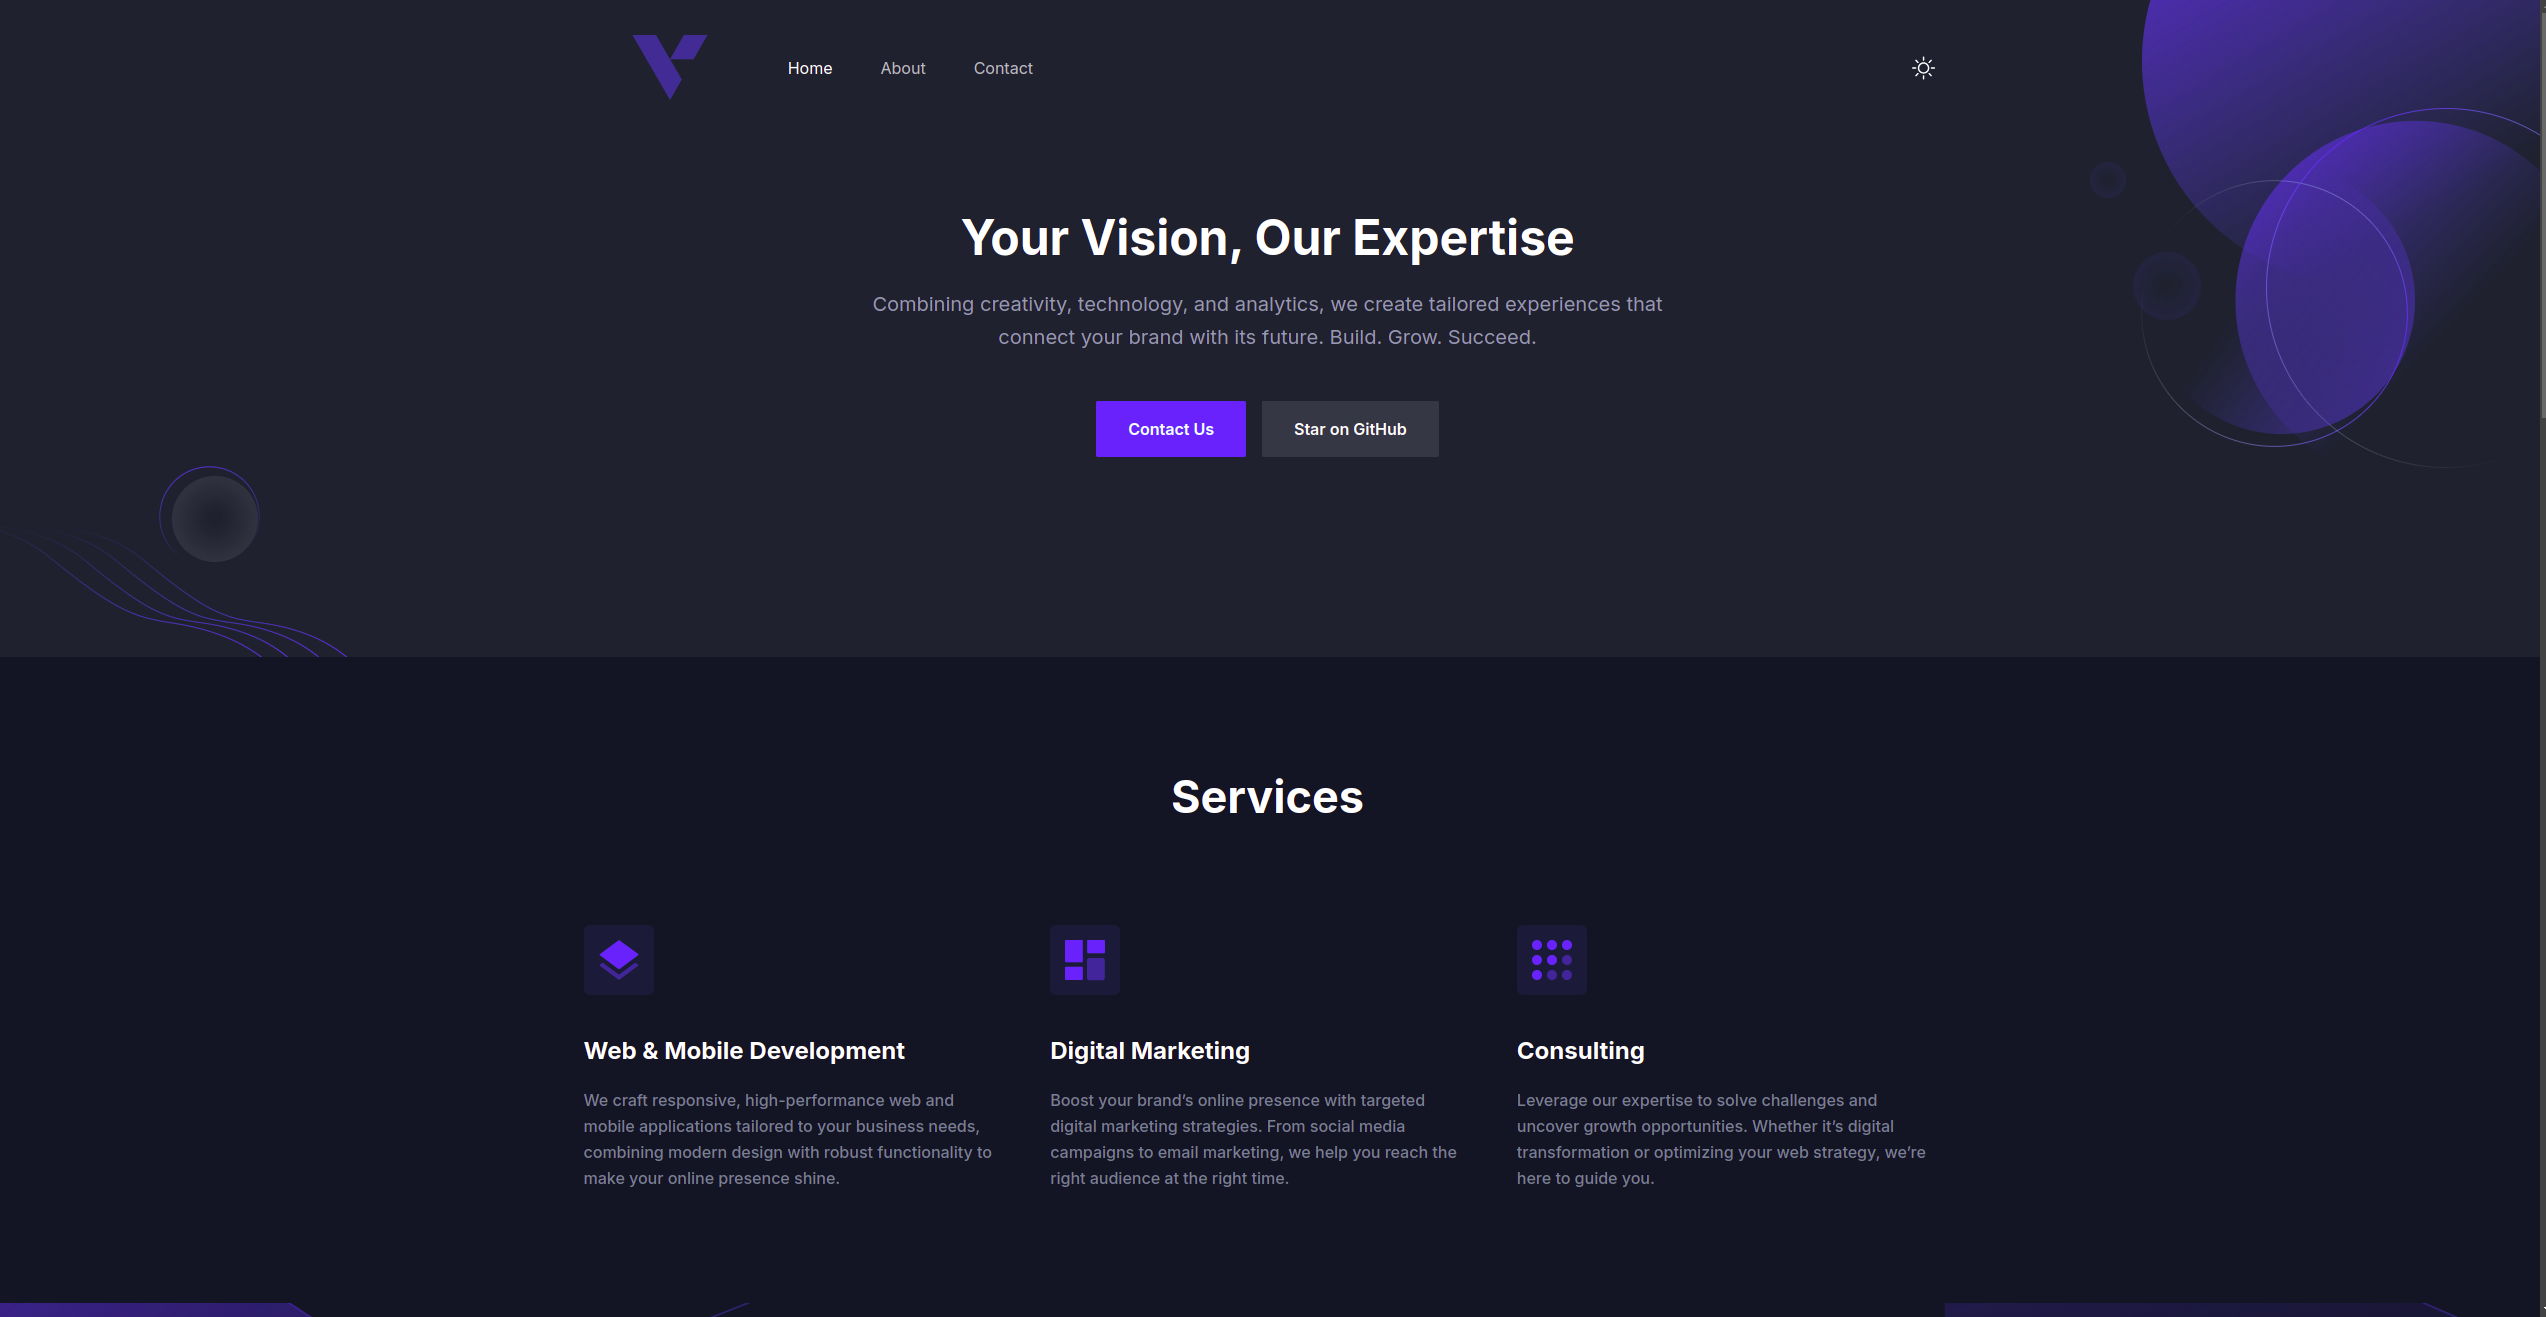 Home
About
Contact
Your Vision, Our Expertise
Combining creativity, technology, and analytics, we create tailored experiences that
connect your brand with its future. Build. Grow. Succeed.
Contact Us
Star on GitHub
Services
Web & Mobile Development
We craft responsive, high-performance web and
mobile applications tailored to your business needs,
combining modern design with robust functionality to
make your online presence shine.
Digital Marketing
Boost your brand’s online presence with targeted
digital marketing strategies. From social media
campaigns to email marketing, we help you reach the
right audience at the right time.
Consulting
Leverage our expertise to solve challenges and
uncover growth opportunities. Whether it’s digital
transformation or optimizing your web strategy, we’re
here to guide you.